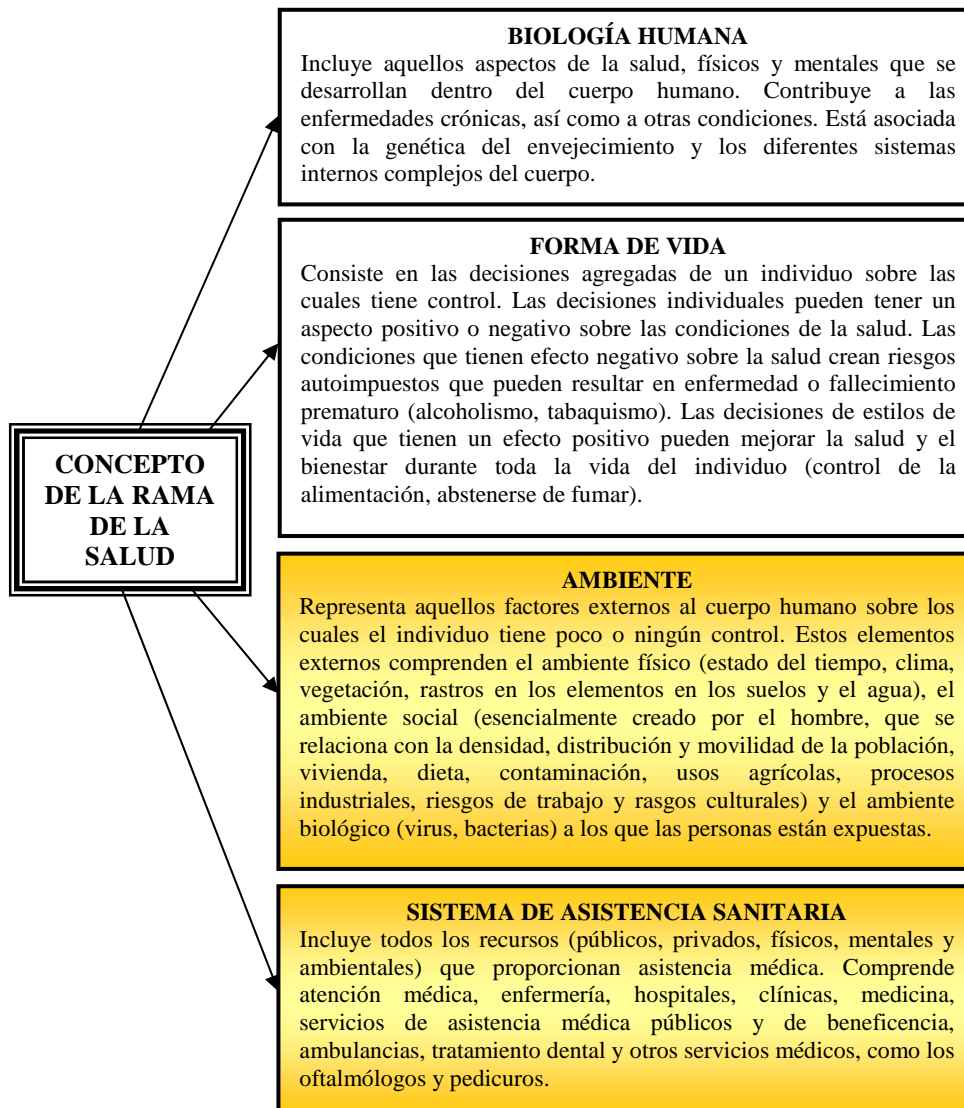 BIOLOGÍA HUMANA
Incluye aquellos aspectos de la salud, físicos y mentales que se
desarrollan dentro del cuerpo humano. Contribuye a las
enfermedades crónicas, así como a otras condiciones. Está asociada
con la genética del envejecimiento y los diferentes sistemas
internos complejos del cuerpo.
FORMA DE VIDA
Consiste en las decisiones agregadas de un individuo sobre las
cuales tiene control. Las decisiones individuales pueden tener un
aspecto positivo o negativo sobre las condiciones de la salud. Las
condiciones que tienen efecto negativo sobre la salud crean riesgos
autoimpuestos que pueden resultar en enfermedad o fallecimiento
prematuro (alcoholismo, tabaquismo). Las decisiones de estilos de
vida que tienen un efecto positivo pueden mejorar la salud y el
bienestar durante toda la vida del individuo (control de la
alimentación, abstenerse de fumar).
CONCEPTO
DE LA RAMA
DE LA
SALUD
AMBIENTE
Representa aquellos factores externos al cuerpo humano sobre los
cuales el individuo tiene poco o ningún control. Estos elementos
externos comprenden el ambiente físico (estado del tiempo, clima,
vegetación, rastros en los elementos en los suelos y el agua), el
ambiente social (esencialmente creado por el hombre, que se
relaciona con la densidad, distribución y movilidad de la población,
vivienda, dieta, contaminación, usos agrícolas, procesos
industriales, riesgos de trabajo y rasgos culturales) y el ambiente
biológico (virus, bacterias) a los que las personas están expuestas.
SISTEMA DE ASISTENCIA SANITARIA
Incluye todos los recursos (públicos, privados, físicos, mentales y
ambientales) que proporcionan asistencia médica. Comprende
atención médica, enfermería, hospitales, clínicas, medicina,
servicios de asistencia médica públicos y de beneficencia,
ambulancias, tratamiento dental y otros servicios médicos, como los
oftalmólogos y pedicuros.